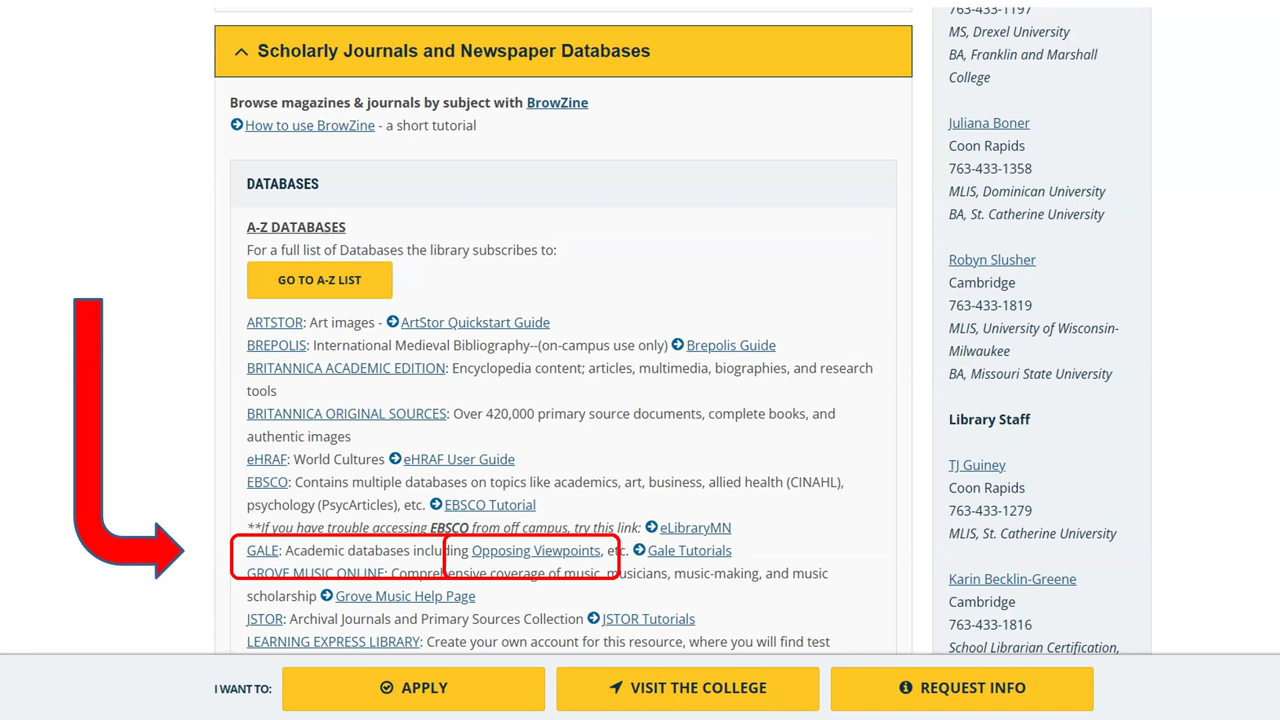 Scholarly Journals and Newspaper Databases
Browse magazines & journals by subject with BrowZine
How to use BrowZine - a short tutorial
DATABASES
A-Z DATABASES
For a full list of Databases the library subscribes to:
GO TO A-Z LIST
ARTSTOR: Art images - ArtStor Quickstart Guide
BREPOLIS: International Medieval Bibliography--(on-campus use only) Brepolis Guide
BRITANNICA ACADEMIC EDITION: Encyclopedia content; articles, multimedia, biographies, and research
tools
BRITANNICA ORIGINAL SOURCES: Over 420,000 primary source documents, complete books, and
authentic images
eHRAF: World Cultures eHRAF User Guide
EBSCO: Contains multiple databases on topics like academics, art, business, allied health (CINAHL),
psychology (PsycArticles), etc. EBSCO Tutorial
**If you have trouble accessing EBSCO from off campus, try this link: eLibraryMN
GALE: Academic databases including Opposing Viewpoints, etc. Gale Tutorials
GROVE MUSIC ONLINE: Comprehensive coverage of music, musicians, music-making, and music
scholarship Grove Music Help Page
JSTOR: Archival Journals and Primary Sources Collection JSTOR Tutorials
LEARNING EXPRESS LIBRARY: Create your own account for this resource, where you will find test
763-433-1197
MS, Drexel University
BA, Franklin and Marshall
College
Juliana Boner
Coon Rapids
763-433-1358
MLIS, Dominican University
BA, St. Catherine University
Robyn Slusher
Cambridge
763-433-1819
MLIS, University of Wisconsin-
Milwaukee
BA, Missouri State University
Library Staff
TJ Guiney
Coon Rapids
763-433-1279
MLIS, St. Catherine University
Karin Becklin-Greene
Cambridge
763-433-1816
School Librarian Certification,
I WANT TO:
APPLY
VISIT THE COLLEGE
REQUEST INFO